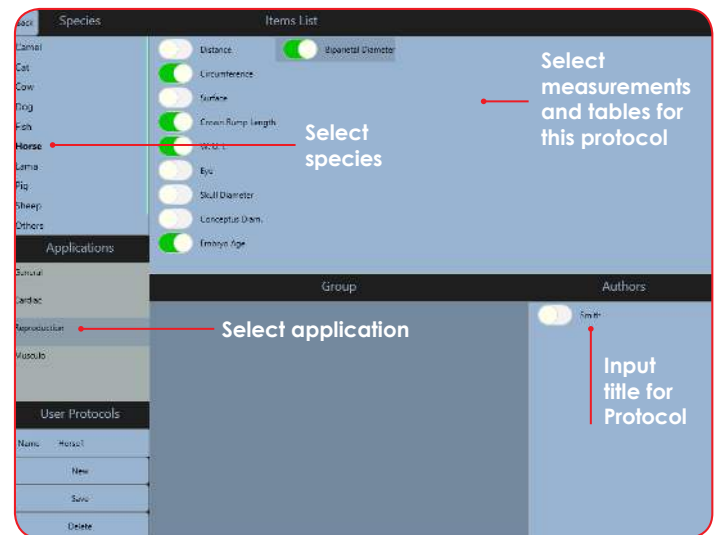 Back
Species
Items List
Camel
Cat
Cow
Dog
Fish
Horse
Lama
Pig
Sheep
Others
Distance
Biparietal Diameter
Circumference
Surface
Crown Rump Length
Eye
Skull Diameter
Conceptus Diam.
Embryo Age
Select
species
Select
measurements
and tables for
this protocol
Applications
General
Cardiac
Reproduction
Musculo
Select application
Group
Authors
Smith
Input
title for
Protocol
User Protocols
Name
New
Save
Delete